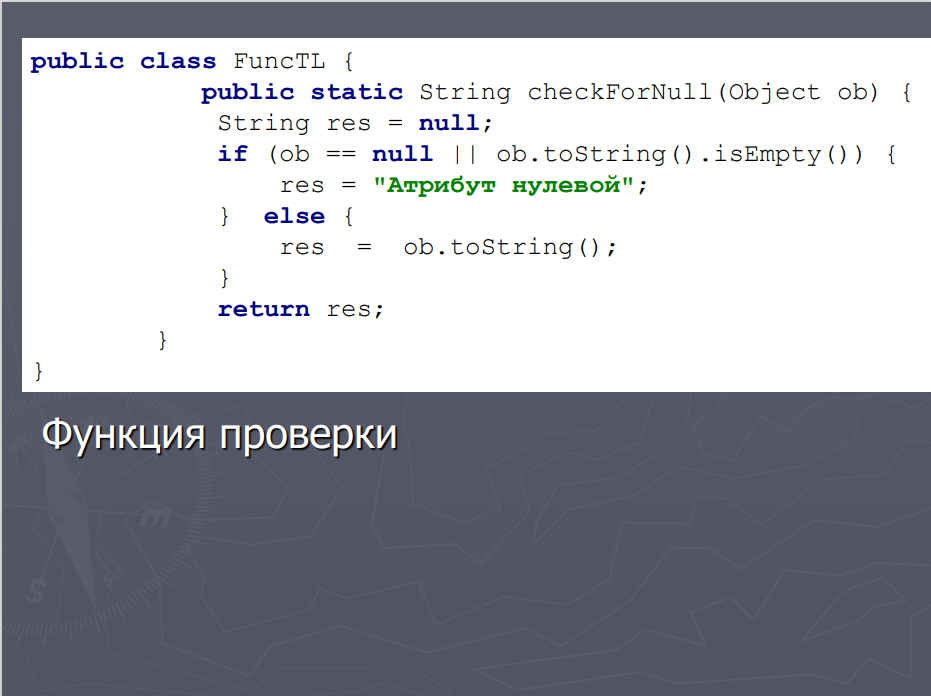 public class FuncTL {
public static String checkForNull(Object ob) {
String res = null;
if (ob == null || ob.toString().isEmpty()) {
res = "Атрибут нулевой";
} else {
res = ob.toString();
}
return res;
}
}
Функция проверки
E
S